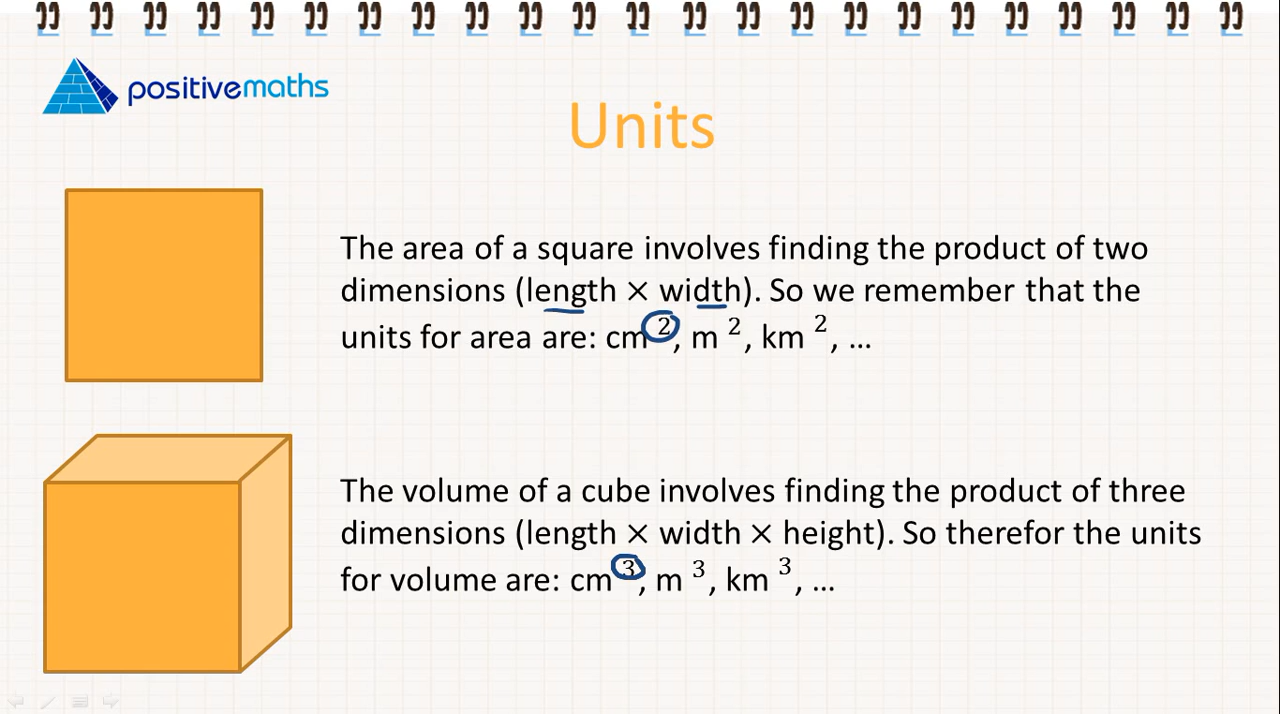 positivemaths
Units
The area of a square involves finding the product of two
dimensions (length × width). So we remember that the
units for area are: cm ², m ², km ², ...
The volume of a cube involves finding the product of three
dimensions (length × width × height). So therefor the units
for volume are: cm ³, m ³, km ³, ...